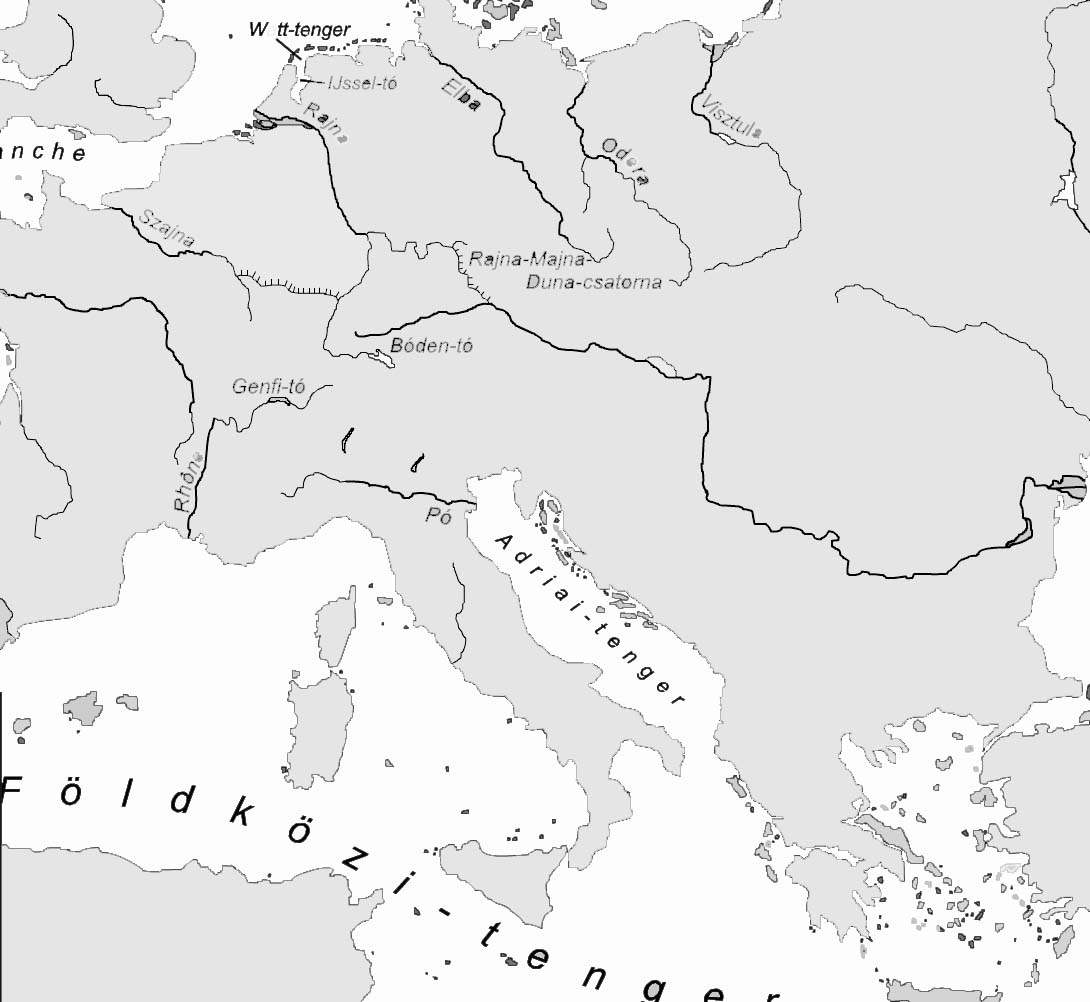 W tt-tenger
IJssel-tó
Elba
Rajna
Visztula
Odera
anche
Szajna
Rajna-Majna-
Duna-csatorna
Bóden-tó
Genfi-tó
Rhône
Pó
Adriai-tenger
Földközi-tenger